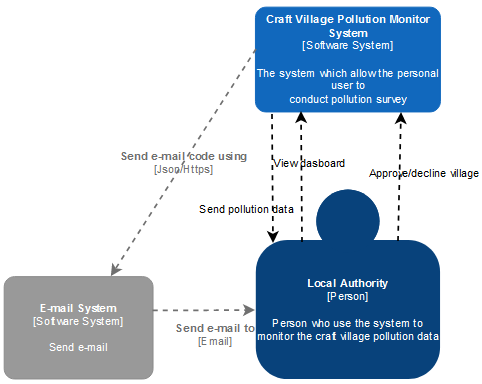 Craft Village Pollution Monitor
System
[Software System]
The system which allow the personal
user to
conduct pollution survey
Send e-mail code using
[Json/Https]
View dasboard
Approve/decline village
Send pollution data
Local Authority
[Person]
Person who use the system to
monitor the craft village pollution data
E-mail System
[Software System]
Send e-mail
Send e-mail to
[Email]